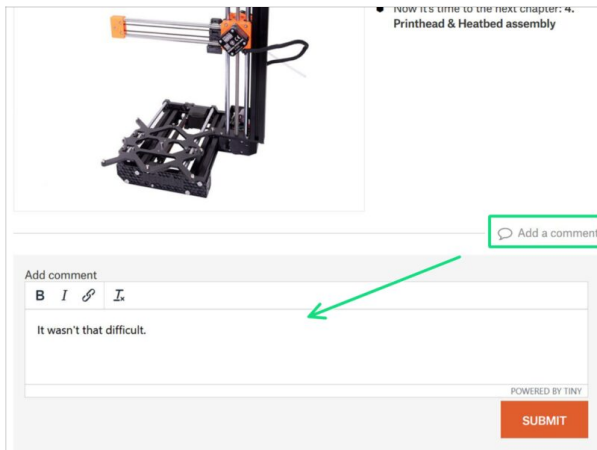 Now it's time to the next chapter: 4.
Printhead & Heatbed assembly
Add a comment
Add comment
B I
It wasn't that difficult.
POWERED BY TINY
SUBMIT